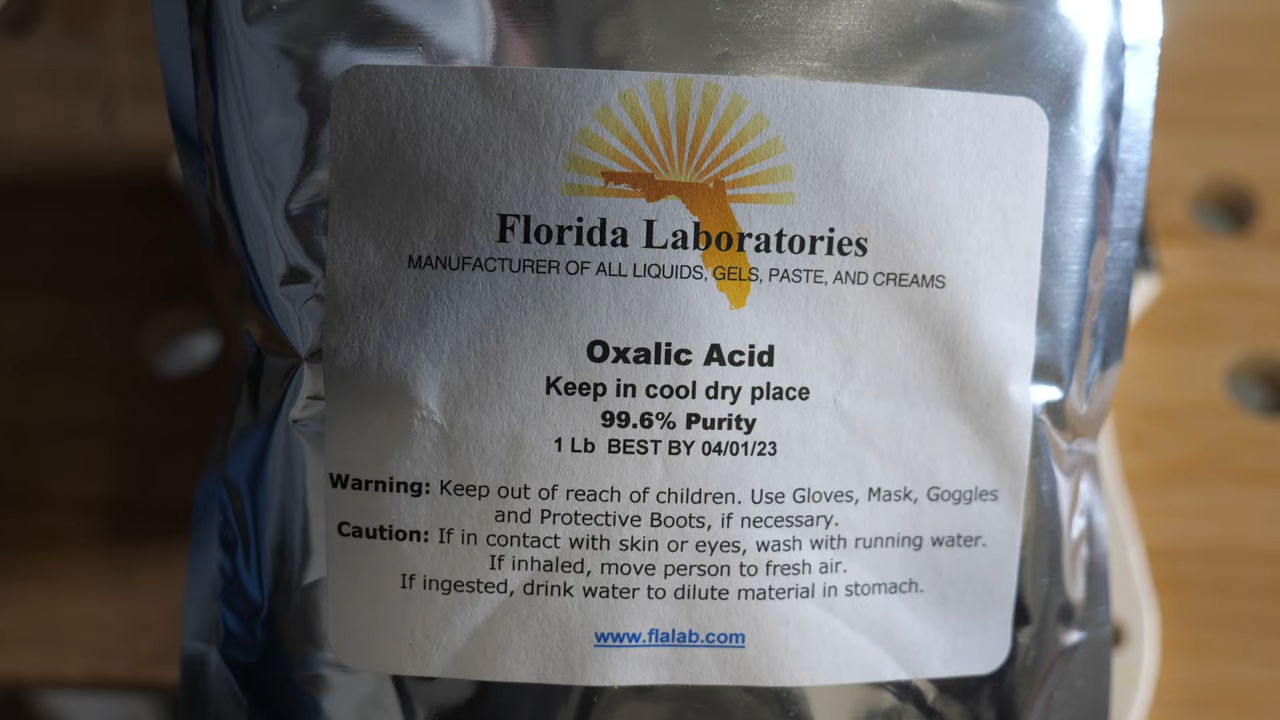 Florida Laboratories
MANUFACTURER OF ALL LIQUIDS, GELS, PASTE, AND CREAMS
Oxalic Acid
Keep in cool dry place
99.6% Purity
1 Lb BEST BY 04/01/23
Warning: Keep out of reach of children. Use Gloves, Mask, Goggles
and Protective Boots, if necessary.
Caution: If in contact with skin or eyes, wash with running water.
If inhaled, move person to fresh air.
If ingested, drink water to dilute material in stomach.
www.flalab.com